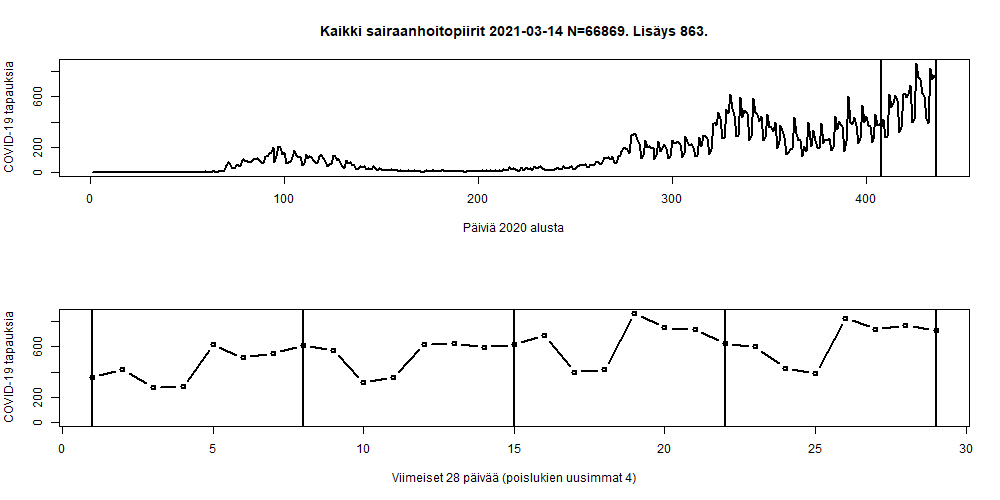 Kaikki sairaanhoitopiirit 2021-03-14 N=66869. Lisäys 863.
COVID-19 tapauksia
600
200
0
0 100 200 300 400
Päiviä 2020 alusta
COVID-19 tapauksia
600
200
0
0 5 10 15 20 25 30
Viimeiset 28 päivää (poislukien uusimmat 4)